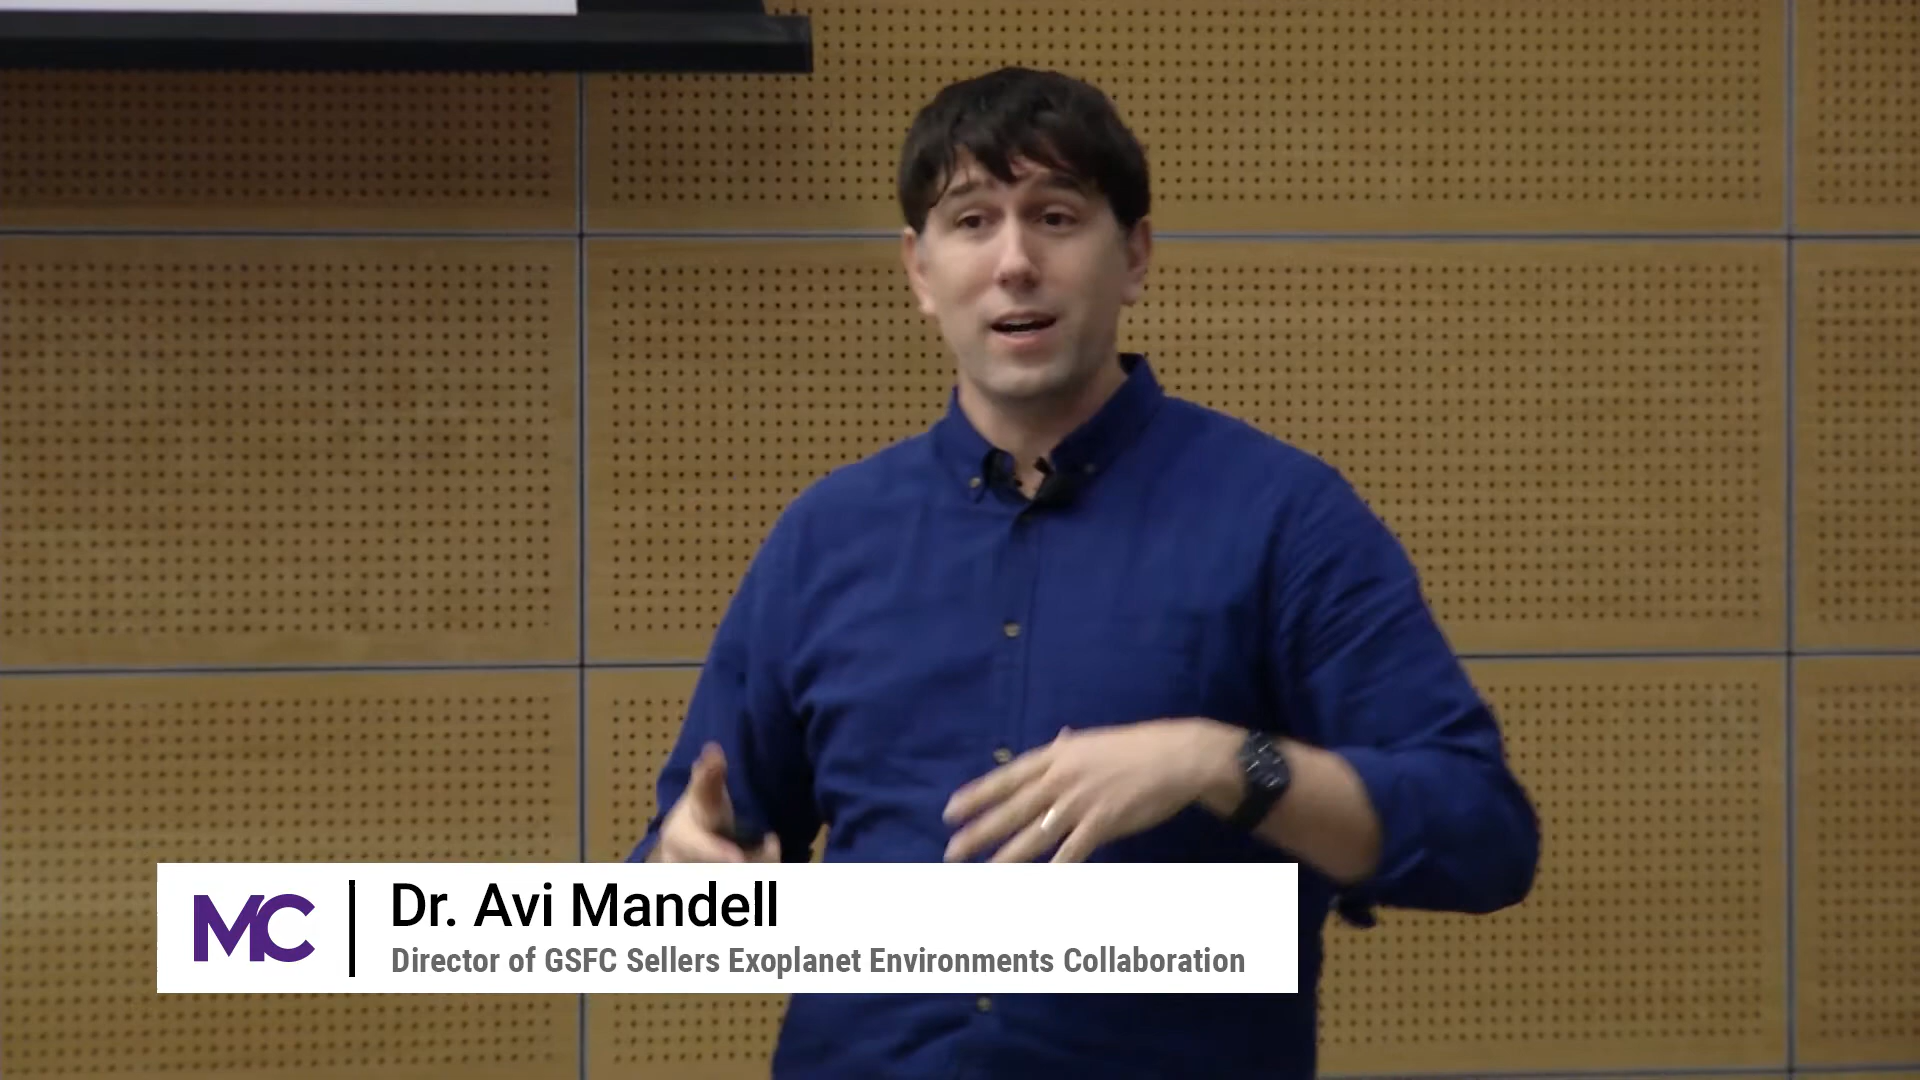 MC
Dr. Avi Mandell
Director of GSFC Sellers Exoplanet Environments Collaboration